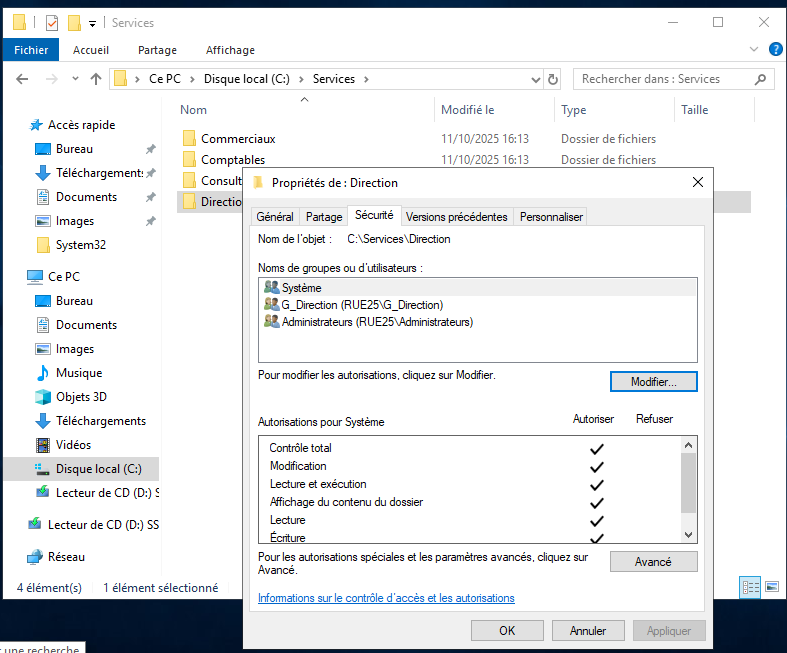 Services
Fichier Accueil Partage Affichage
Ce PC Disque local (C:) Services Rechercher dans : Services
Nom Modifié le Type Taille
Accès rapide
Bureau
Téléchargements
Documents
Images
System32
Ce PC
Bureau
Documents
Images
Musique
Objets 3D
Téléchargements
Vidéos
Disque local (C:)
Lecteur de CD (D:) S
Lecteur de CD (D:) SS
Réseau
Commerciaux 11/10/2025 16:13 Dossier de fichiers
Comptables 11/10/2025 16:13 Dossier de fichiers
Consult
Directio
4 élément(s) 1 élément sélectionné
Propriétés de : Direction
Général Partage Sécurité Versions précédentes Personnaliser
Nom de l'objet : C:\Services\Direction
Noms de groupes ou d'utilisateurs :
Système
G_Direction (RUE25\G_Direction)
Administrateurs (RUE25\Administrateurs)
Pour modifier les autorisations, cliquez sur Modifier.
Modifier...
Autorisations pour Système Autoriser Refuser
Contrôle total
Modification
Lecture et exécution
Affichage du contenu du dossier
Lecture
Écriture
Pour les autorisations spéciales et les paramètres avancés, cliquez sur
Avancé.
Avancé
Informations sur le contrôle d'accès et les autorisations
OK Annuler Appliquer
une recherche